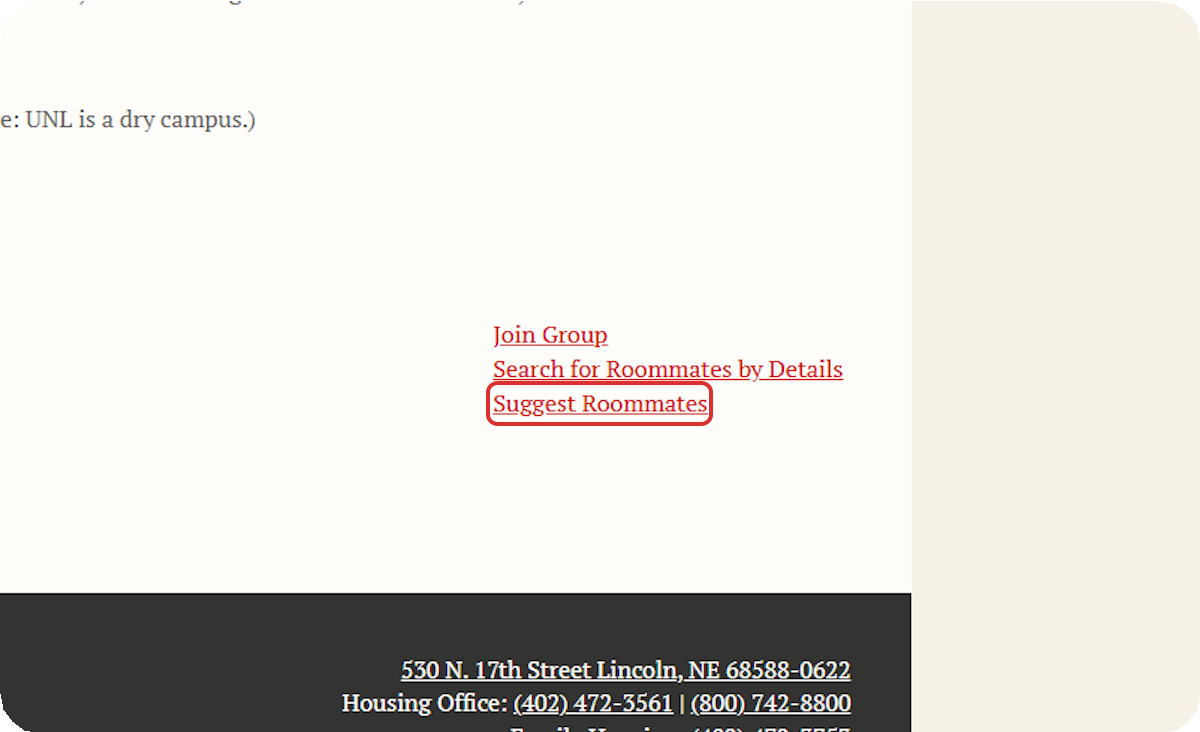 e: UNL is a dry campus.)
Join Group
Search for Roommates by Details
Suggest Roommates
530 N. 17th Street Lincoln, NE 68588-0622
Housing Office: (402) 472-3561 | (800) 742-8800